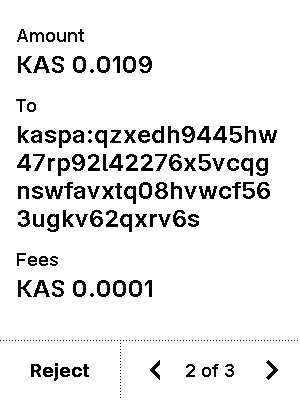 Amount
KAS 0.0109
To
kaspa:qzxedh9445hw
47rp92l42276x5vcqg
nswfavxtq08hvwcf56
3ugkv62qxrv6s
Fees
KAS 0.0001
Reject
2 of 3